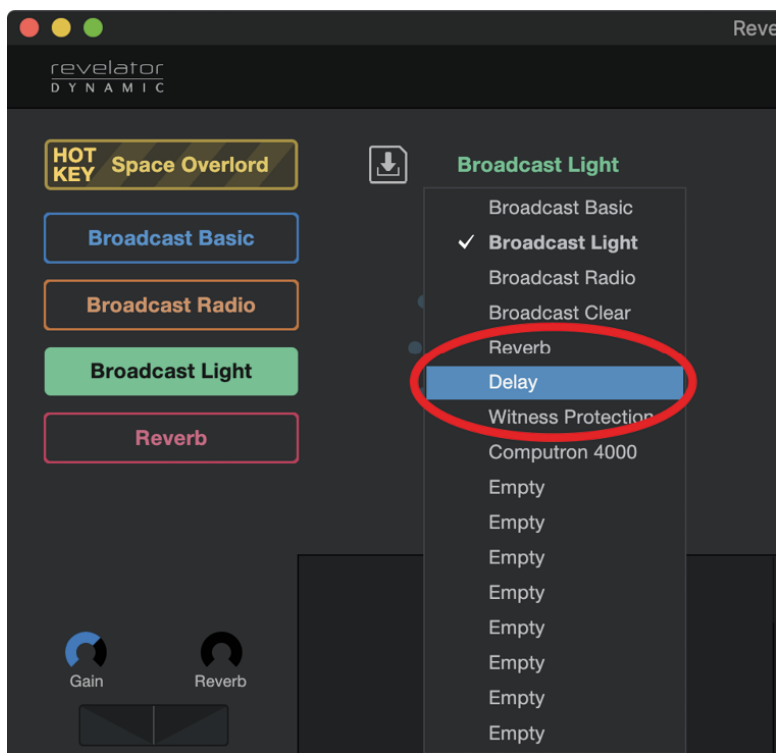 Reve
revelator
DYNAMIC
HOT KEY Space Overlord
Broadcast Basic
Broadcast Radio
Broadcast Light
Reverb
Broadcast Light
Broadcast Basic
✓ Broadcast Light
Broadcast Radio
Broadcast Clear
Reverb
Delay
Witness Protection
Computron 4000
Empty
Empty
Empty
Empty
Empty
Empty
Empty
Empty
Gain
Reverb